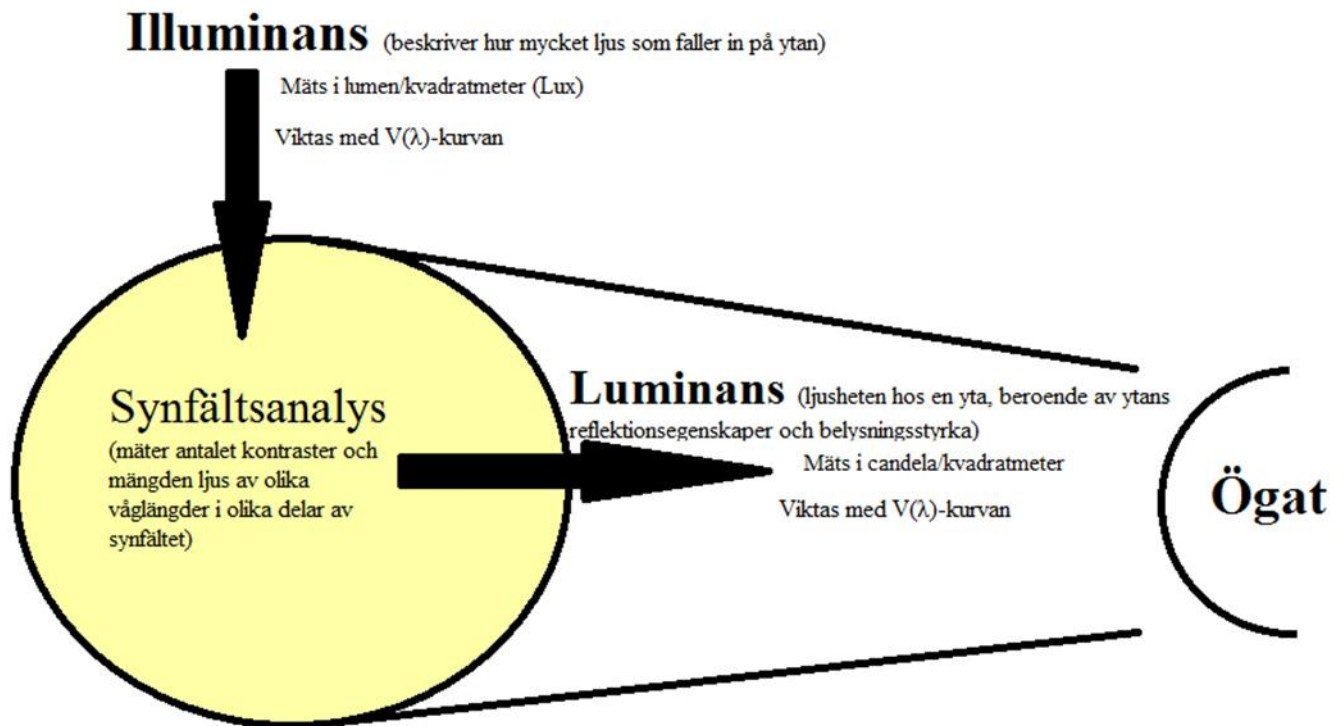 Illuminans (beskriver hur mycket ljus som faller in på ytan)
Mäts i lumen/kvadratmeter (Lux)
Viktas med V(λ)-kurvan
Synfältsanalys
(mäter antalet kontraster och
mängden ljus av olika
våglängder i olika delar av
synfältet)
Luminans (ljusheten hos en yta, beroende av ytans
reflektionsegenskaper och belysningsstyrka)
Mäts i candela/kvadratmeter
Viktas med V(λ)-kurvan
Ögat